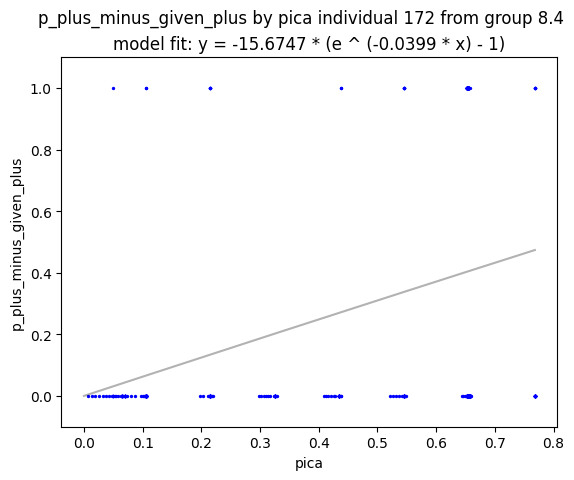 p_plus_minus_given_plus by pica individual 172 from group 8.4
model fit: y = -15.6747 * (e ^ (-0.0399 * x) - 1)
1.0
0.8
0.6
0.4
0.2
0.0
p_plus_minus_given_plus
0.0 0.1 0.2 0.3 0.4 0.5 0.6 0.7 0.8
pica